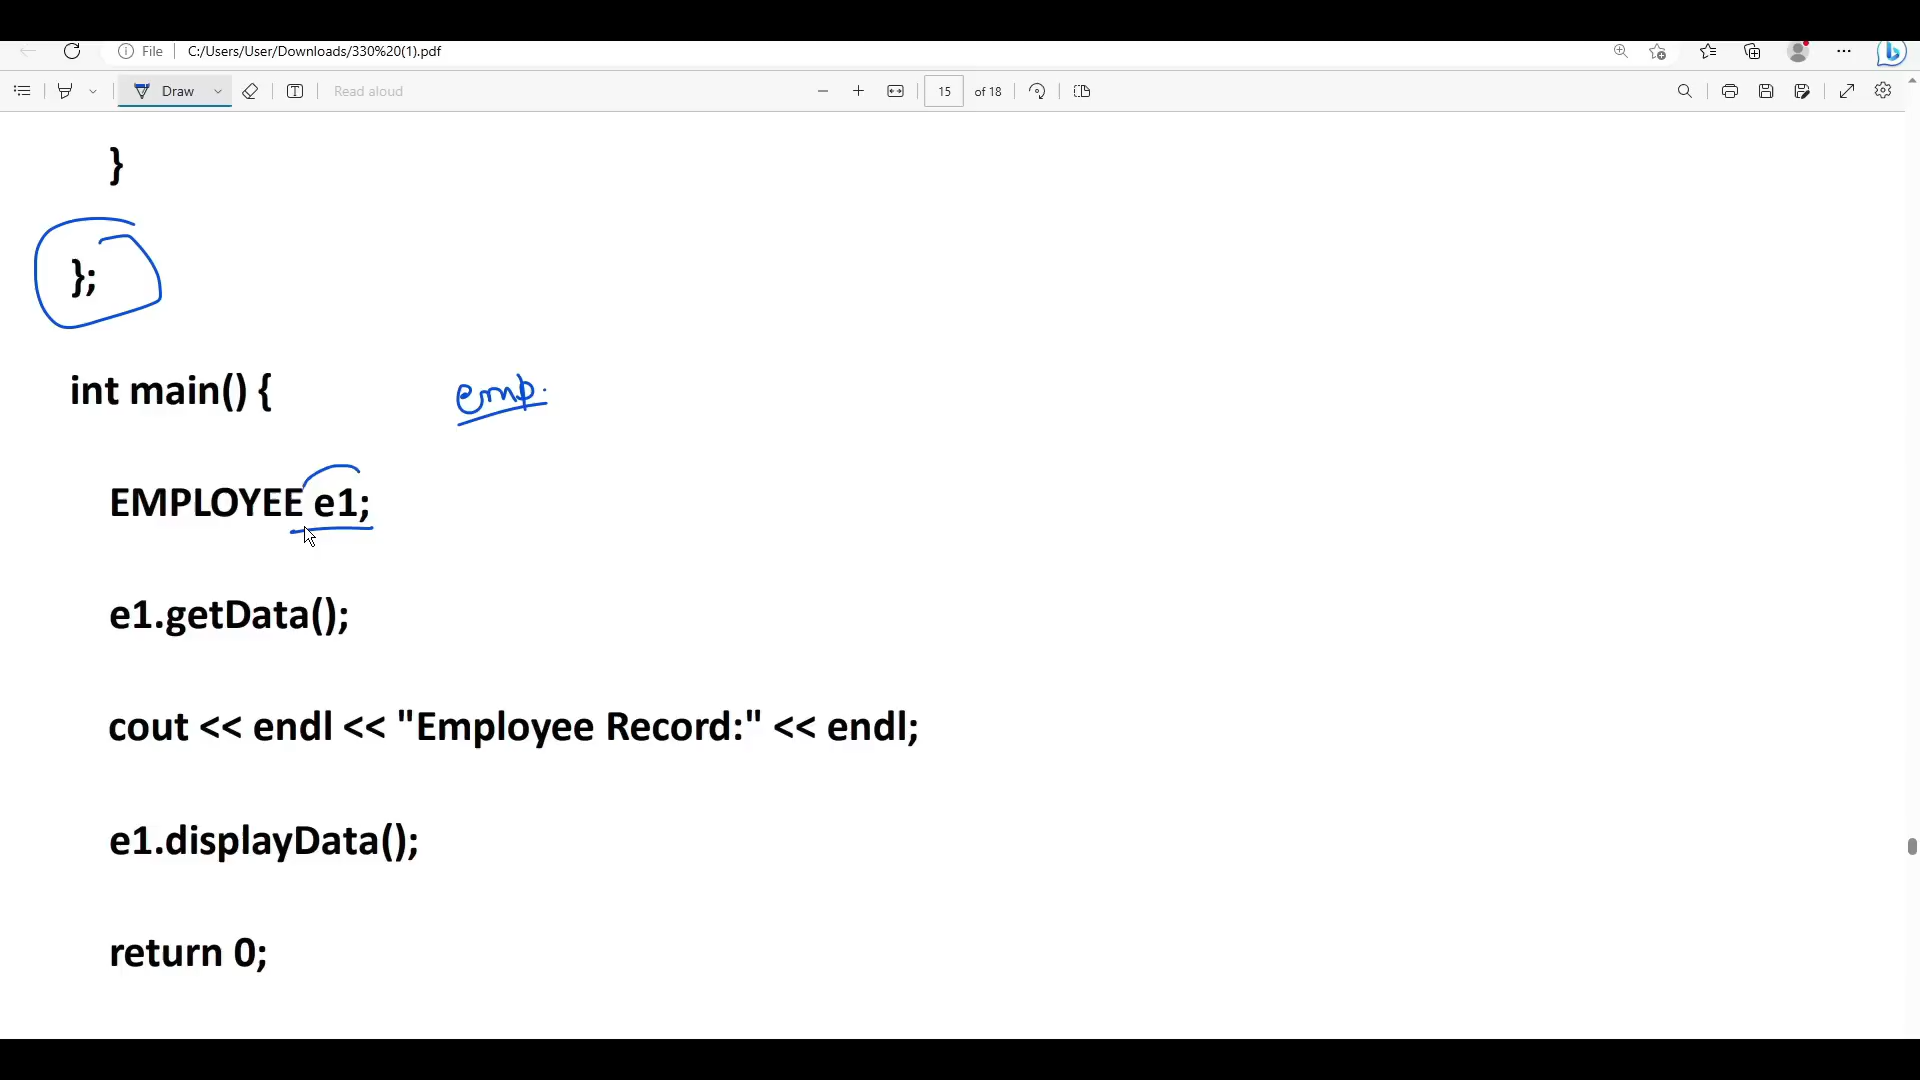 File C:/Users/User/Downloads/330%20(1).pdf
Draw Read aloud 15 of 18
}
};
int main() {
emp.
EMPLOYEE e1;
e1.getData();
cout << endl << "Employee Record:" << endl;
e1.displayData();
return 0;